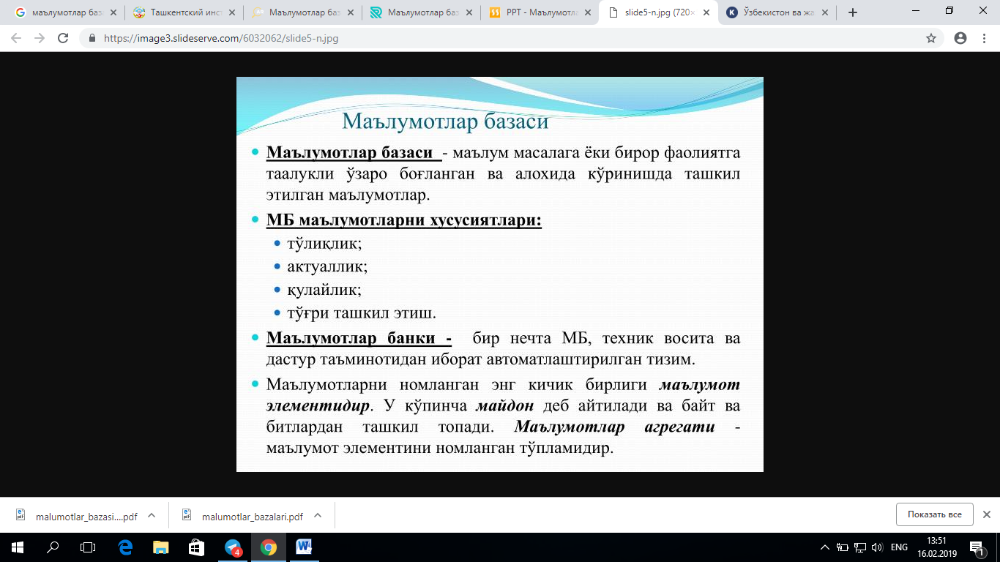 маълумотлар база
Ташкентский инст
Маълумотлар баз
Маълумотлар баз
PPT - Маълумотла
slide5-n.jpg (720×
Ўзбекистон ва жа
https://image3.slideserve.com/6032062/slide5-n.jpg
Маълумотлар базаси
Маълумотлар базаси - маълум масалага ёки бирор фаолиятга
таалукли ўзаро боғланган ва алохида кўринишда ташкил
этилган маълумотлар.
МБ маълумотларни хусусиятлари:
тўлиқлик;
актуаллик;
қулайлик;
тўғри ташкил этиш.
Маълумотлар банки - бир нечта МБ, техник восита ва
дастур таъминотидан иборат автоматлаштирилган тизим.
Маълумотларни номланган энг кичик бирлиги маълумот
элементидир. У кўпинча майдон деб айтилади ва байт ва
битлардан ташкил топади. Маълумотлар агрегати -
маълумот элементини номланган тўпламидир.
malumotlar_bazasi....pdf
malumotlar_bazalari.pdf
Показать все
4
ENG
13:51
16.02.2019
1